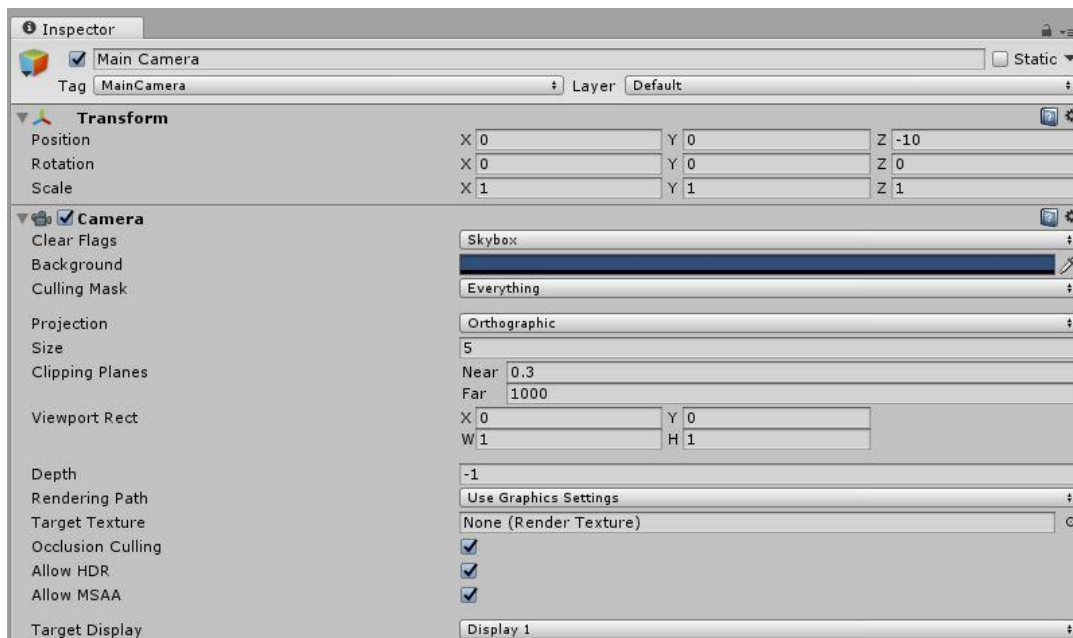 Inspector
Main Camera Static
Tag MainCamera Layer Default
Transform
Position X 0 Y 0 Z -10
Rotation X 0 Y 0 Z 0
Scale X 1 Y 1 Z 1
Camera
Clear Flags Skybox
Background
Culling Mask Everything
Projection Orthographic
Size 5
Clipping Planes Near 0.3
Far 1000
Viewport Rect X 0 Y 0
W 1 H 1
Depth -1
Rendering Path Use Graphics Settings
Target Texture None (Render Texture)
Occlusion Culling
Allow HDR
Allow MSAA
Target Display Display 1